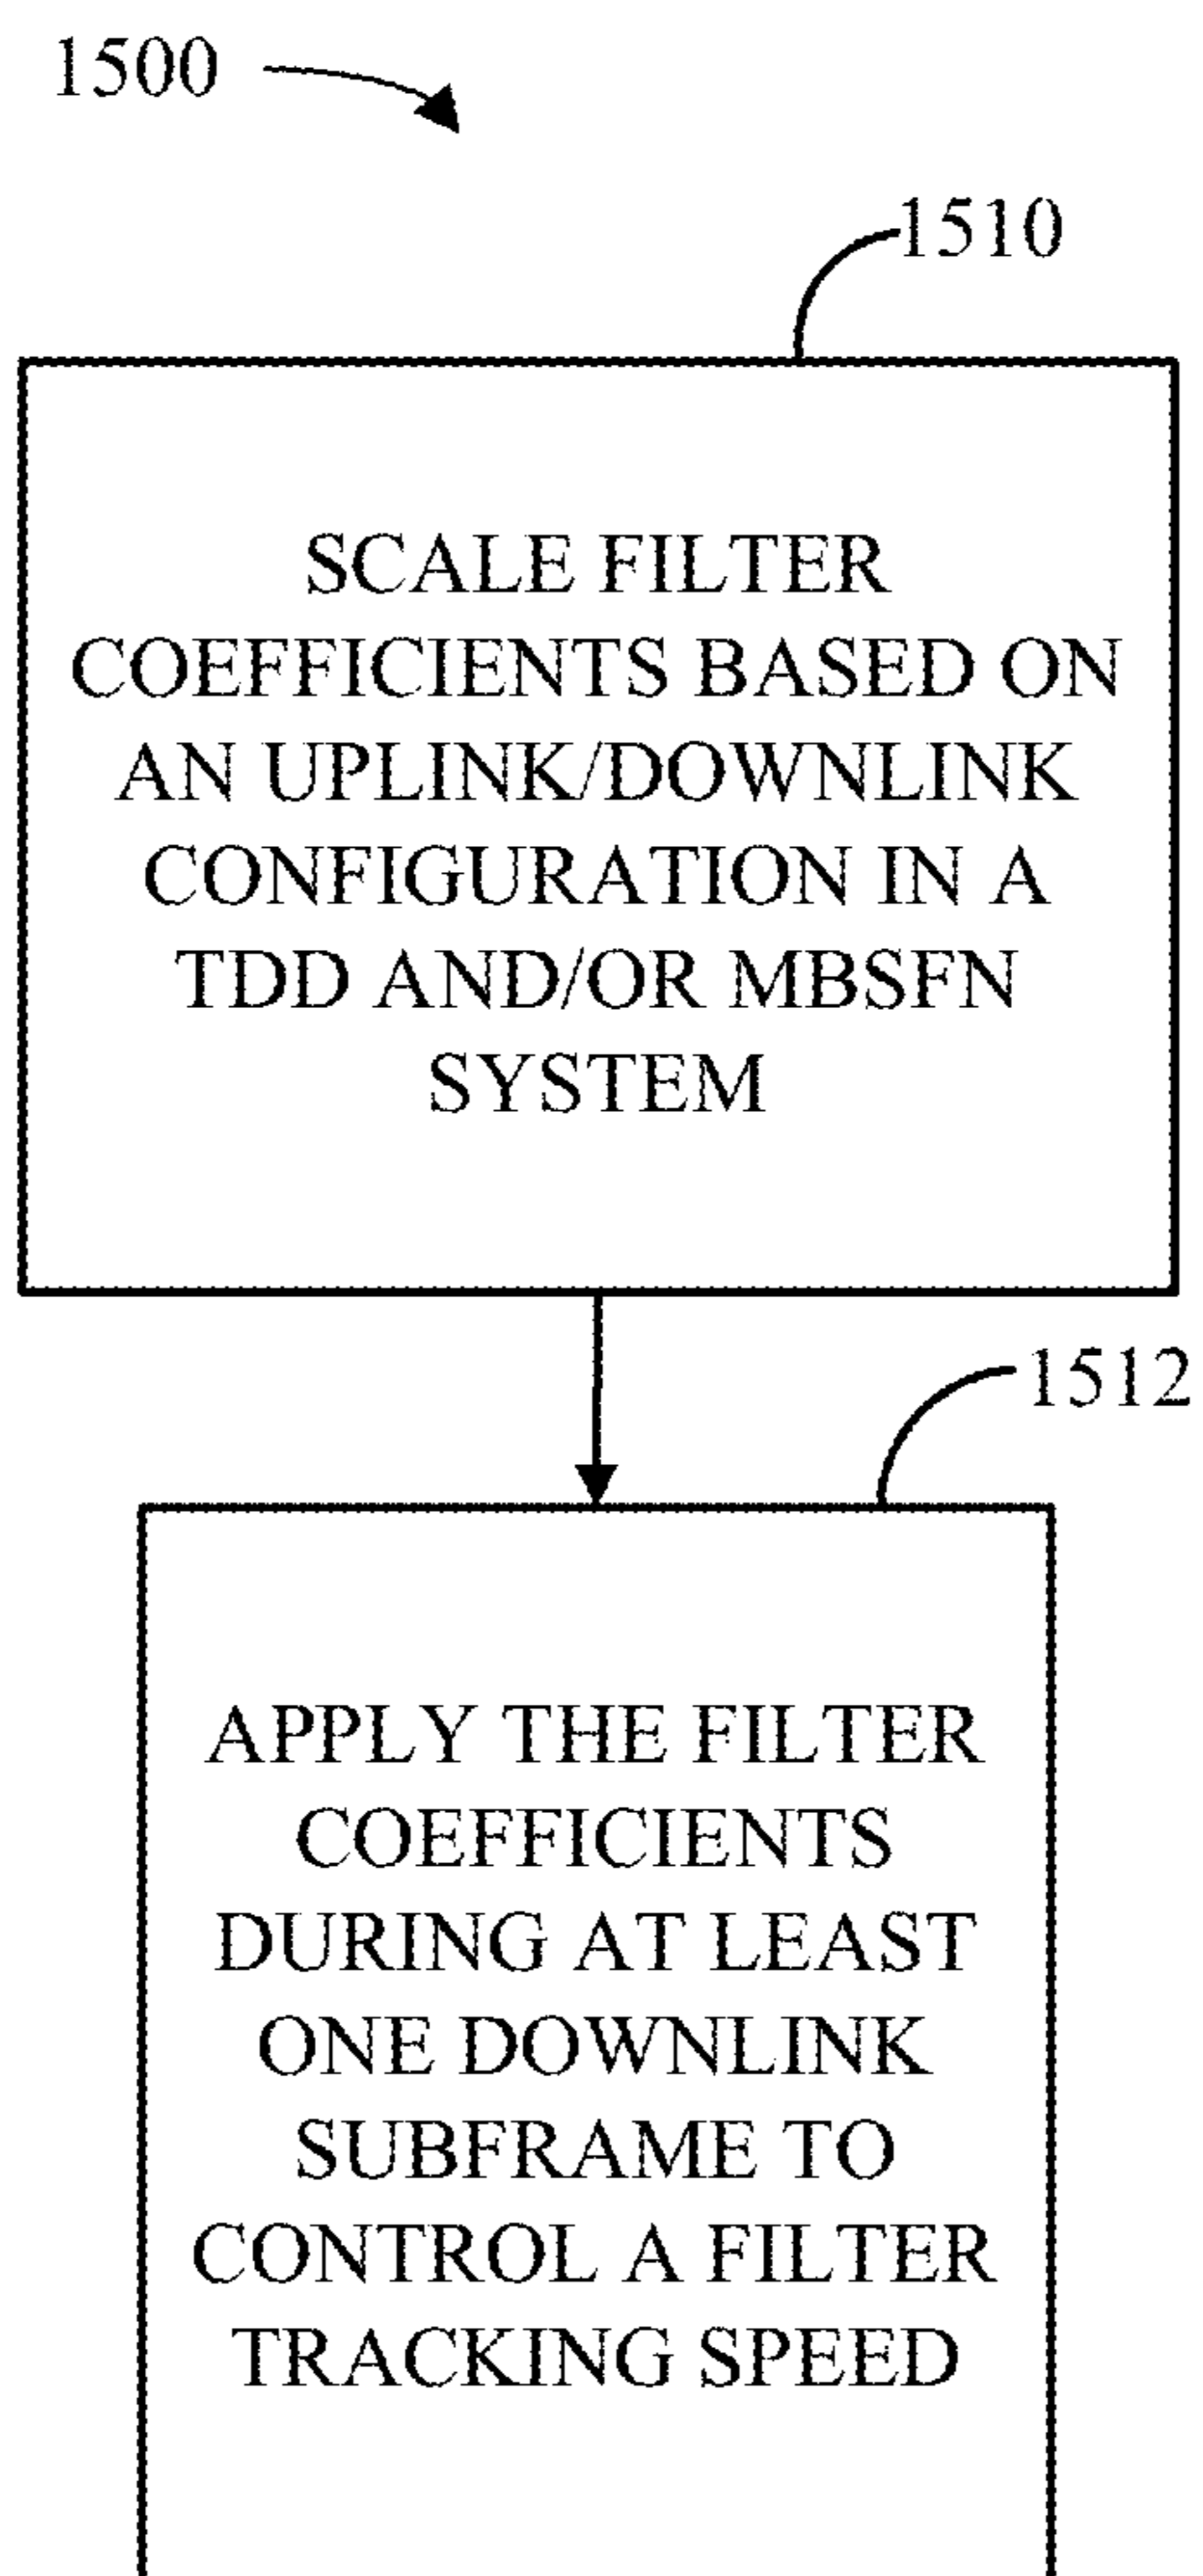 1500
1510
SCALE FILTER
COEFFICIENTS BASED ON
AN UPLINK/DOWNLINK
CONFIGURATION IN A
TDD AND/OR MBSFN
SYSTEM
1512
APPLY THE FILTER
COEFFICIENTS
DURING AT LEAST
ONE DOWNLINK
SUBFRAME TO
CONTROL A FILTER
TRACKING SPEED